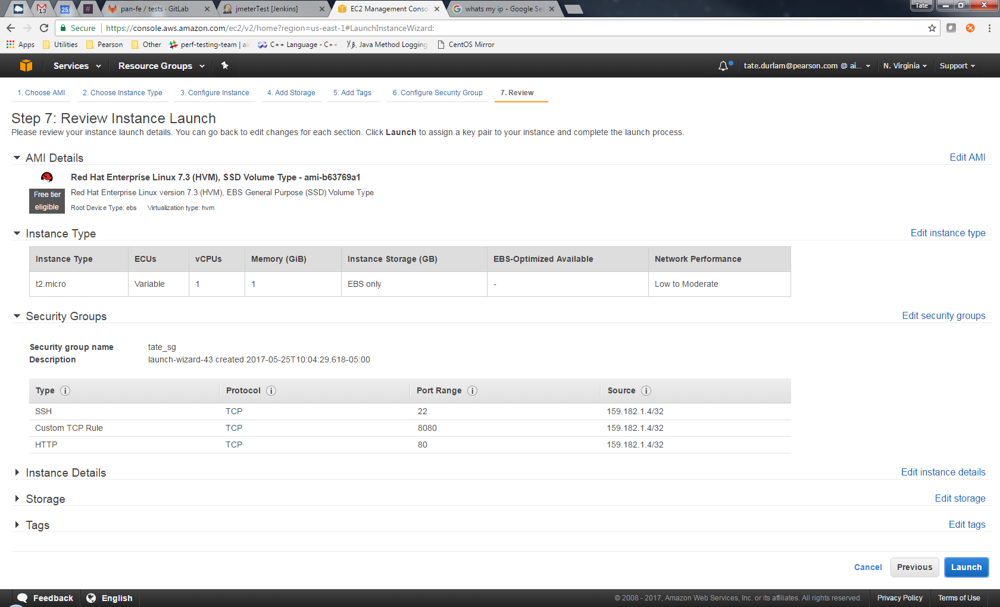 Tate
13
25
#
pan-fe / tests · GitLab
jmeterTest [Jenkins]
EC2 Management Conso
whats my ip - Google Se
Secure
https://console.aws.amazon.com/ec2/v2/home?region=us-east-1#LaunchInstanceWizard:
Apps
Utilities
Pearson
Other
perf-testing-team | aic
C++ Language - C++
Java Method Logging
CentOS Mirror
Services
Resource Groups
tate.durlam@pearson.com @ ai...
N. Virginia
Support
1. Choose AMI
2. Choose Instance Type
3. Configure Instance
4. Add Storage
5. Add Tags
6. Configure Security Group
7. Review
Step 7: Review Instance Launch
Please review your instance launch details. You can go back to edit changes for each section. Click Launch to assign a key pair to your instance and complete the launch process.
AMI Details
Edit AMI
Red Hat Enterprise Linux 7.3 (HVM), SSD Volume Type - ami-b63769a1
Free tier
eligible
Red Hat Enterprise Linux version 7.3 (HVM), EBS General Purpose (SSD) Volume Type
Root Device Type: ebs Virtualization type: hvm
Instance Type
Edit instance type
Instance Type ECUs vCPUs Memory (GiB) Instance Storage (GB) EBS-Optimized Available Network Performance
t2.micro Variable 1 1 EBS only - Low to Moderate
Security Groups
Edit security groups
Security group name tate_sg
Description launch-wizard-43 created 2017-05-25T10:04:29.618-05:00
Type Protocol Port Range Source
SSH TCP 22 159.182.1.4/32
Custom TCP Rule TCP 8080 159.182.1.4/32
HTTP TCP 80 159.182.1.4/32
Instance Details
Edit instance details
Storage
Edit storage
Tags
Edit tags
Cancel
Previous
Launch
Feedback
English
© 2008 - 2017, Amazon Web Services, Inc. or its affiliates. All rights reserved.
Privacy Policy
Terms of Use